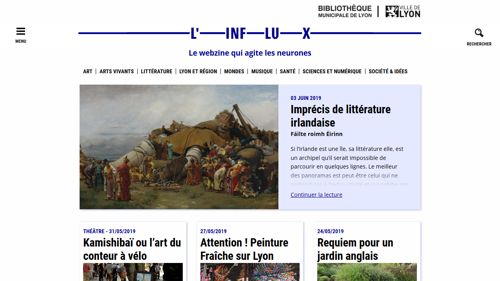 BIBLIOTHÈQUE
MUNICIPALE DE LYON
VILLE DE
LYON
MENU
L' INF LU X
RECHERCHER
Le webzine qui agite les neurones
ART | ARTS VIVANTS | LITTÉRATURE | LYON ET RÉGION | MONDES | MUSIQUE | SANTÉ | SCIENCES ET NUMÉRIQUE | SOCIÉTÉ & IDÉES
03 JUIN 2019
Imprécis de littérature
irlandaise
Fáilte roimh Eirinn
Si l'Irlande est une île, sa littérature elle, est
un archipel qu'il serait impossible de
parcourir en quelques lignes. Le meilleur
des panoramas est peut être celui qui ne
Continuer la lecture
THÉÂTRE - 31/05/2019
Kamishibaï ou l'art du
conteur à vélo
27/05/2019
Attention ! Peinture
Fraîche sur Lyon
24/05/2019
Requiem pour un
jardin anglais